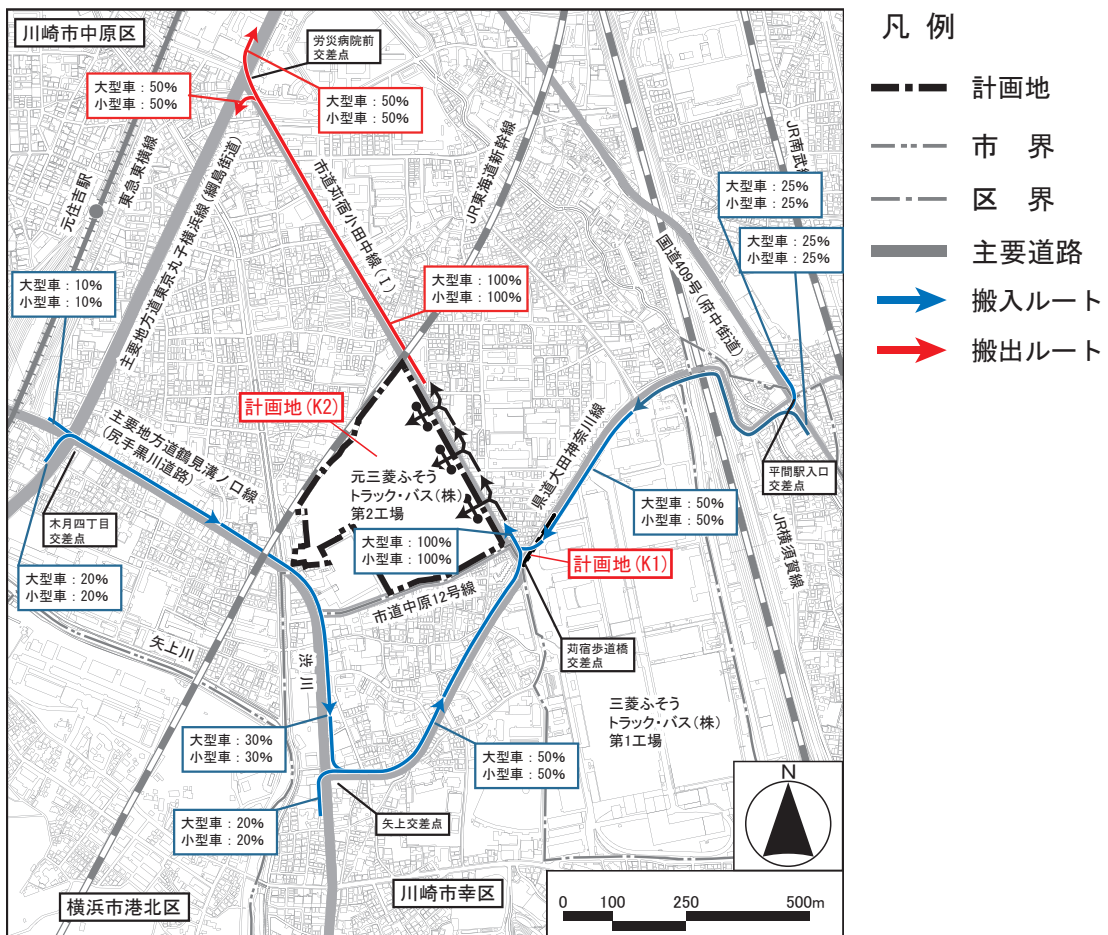 川崎市中原区
労災病院前
交差点
大型車：50%
小型車：50%
大型車：50%
小型車：50%
元住吉駅
東急東横線
主要地方道東京丸子横浜線(綱島街道)
市道苅宿小田中線(Ⅰ)
JR東海道新幹線
JR南武線
大型車：25%
小型車：25%
大型車：25%
小型車：25%
国道409号(府中街道)
大型車：10%
小型車：10%
大型車：100%
小型車：100%
計画地(K2)
主要地方道鶴見溝ノ口線
(尻手黒川道路)
元三菱ふそう
トラック・バス(株)
第2工場
県道大田神奈川線
平間駅入口
交差点
木月四丁目
交差点
大型車：50%
小型車：50%
大型車：100%
小型車：100%
計画地(K1)
JR横須賀線
大型車：20%
小型車：20%
市道中原12号線
矢上川
渋川
苅宿歩道橋
交差点
三菱ふそう
トラック・バス(株)
第1工場
大型車：30%
小型車：30%
大型車：50%
小型車：50%
大型車：20%
小型車：20%
矢上交差点
横浜市港北区
川崎市幸区
N
0 100 250 500m
凡 例
計画地
市 界
区 界
主要道路
搬入ルート
搬出ルート